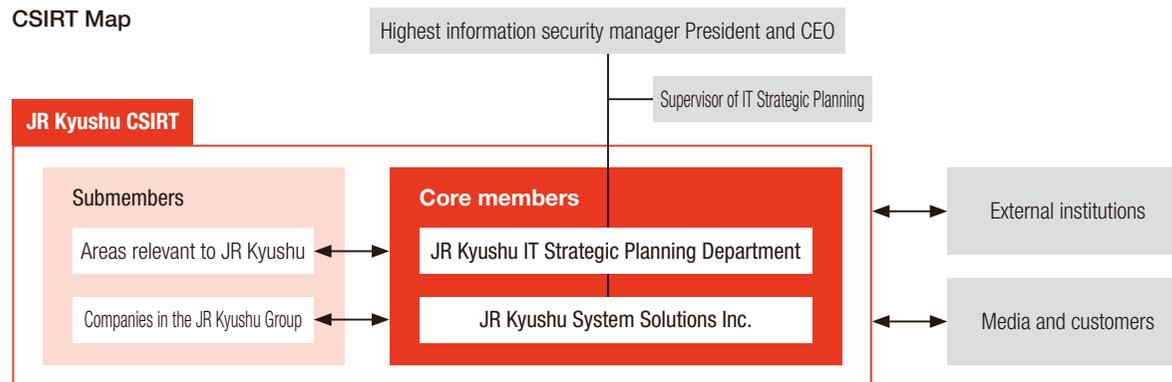 CSIRT Map
Highest information security manager President and CEO
Supervisor of IT Strategic Planning
JR Kyushu CSIRT
Submembers
Areas relevant to JR Kyushu
Companies in the JR Kyushu Group
Core members
JR Kyushu IT Strategic Planning Department
JR Kyushu System Solutions Inc.
External institutions
Media and customers